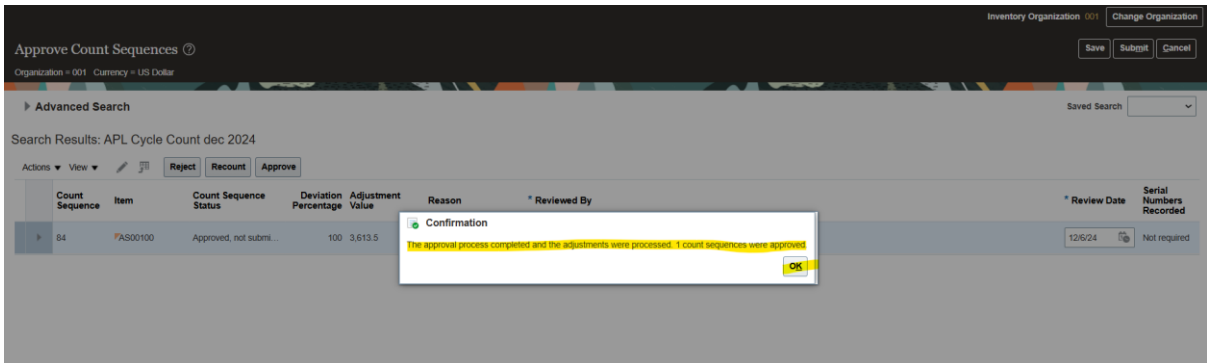 Inventory Organization 001 Change Organization
Approve Count Sequences
Save Submit Cancel
Organization = 001 Currency = US Dollar
Advanced Search
Saved Search
Search Results: APL Cycle Count dec 2024
Actions View Reject Recount Approve
Count Sequence Item Count Sequence Status Deviation Percentage Adjustment Value Reason * Reviewed By * Review Date Serial Numbers Recorded
84 AS00100 Approved, not submi... 100 3,613.5 12/6/24 Not required
Confirmation
The approval process completed and the adjustments were processed. 1 count sequences were approved
OK